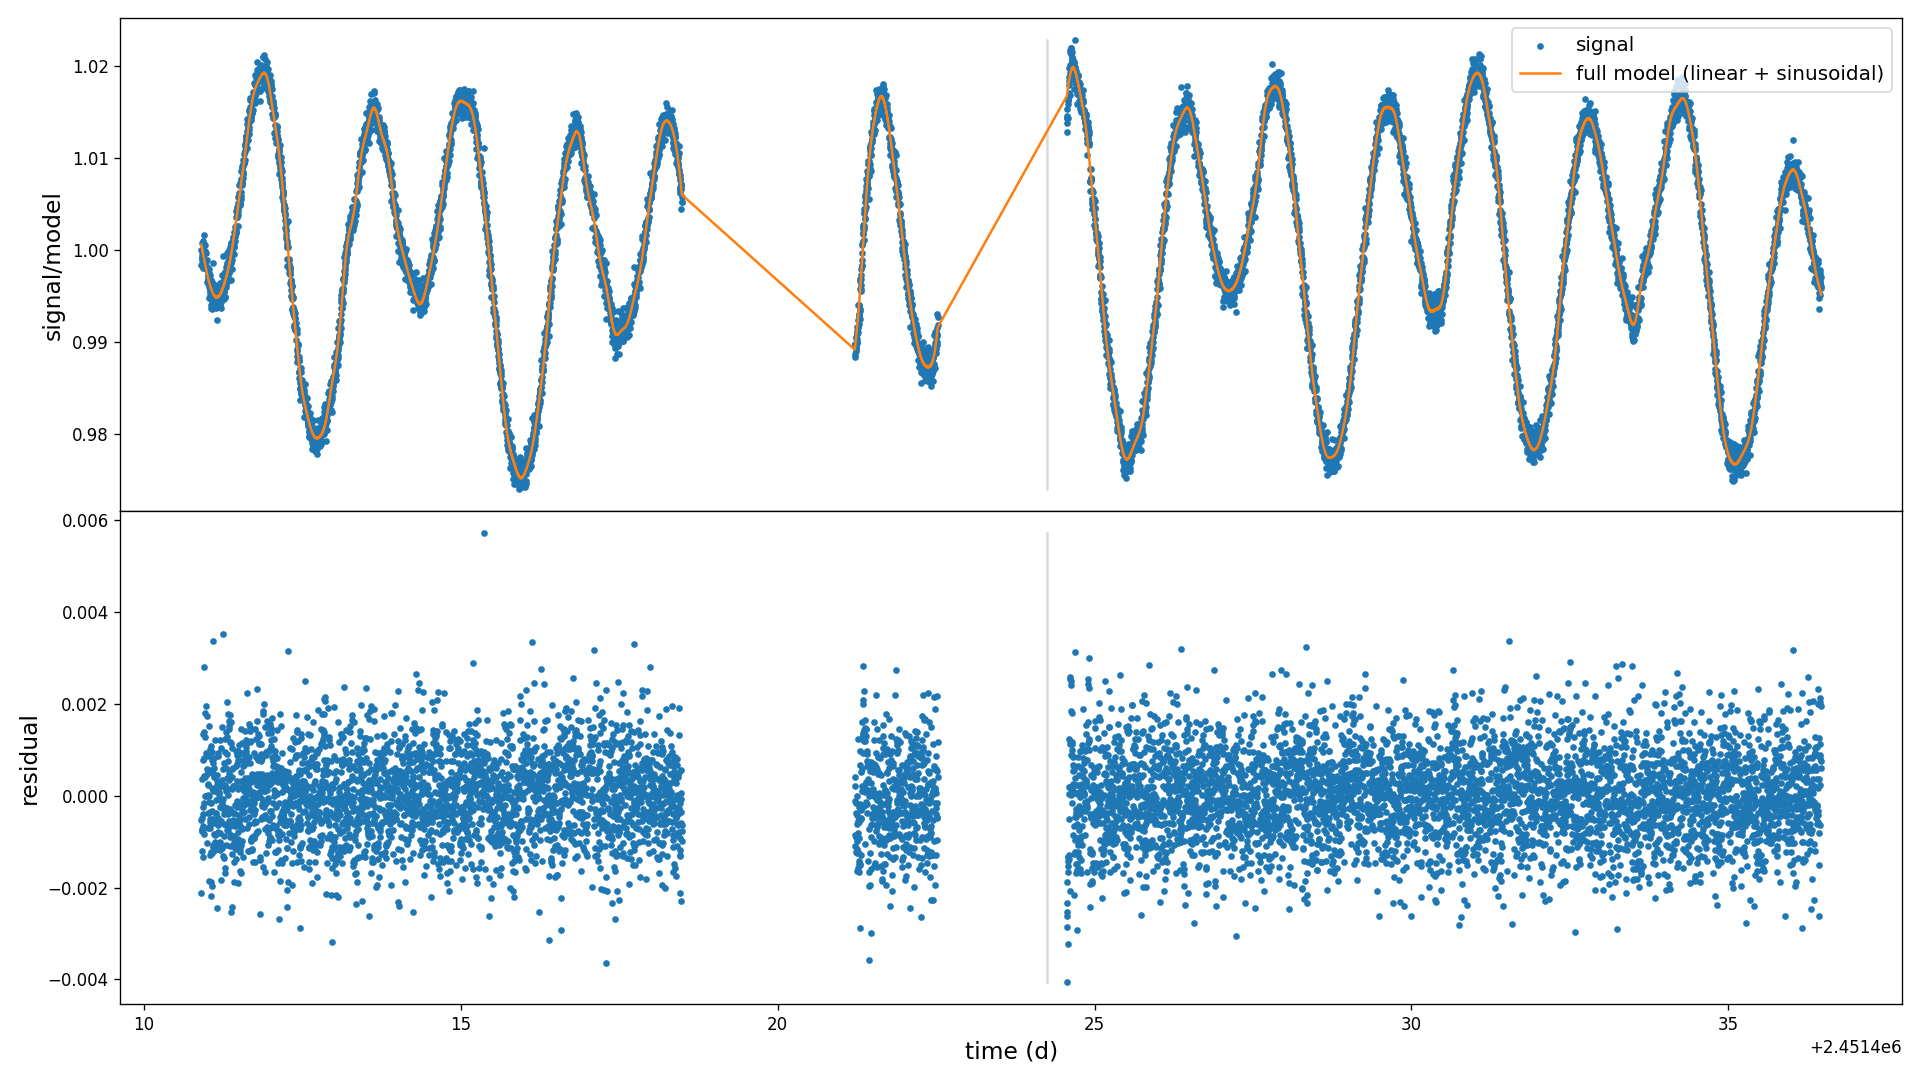 signal
full model (linear + sinusoidal)
signal/model
1.02
1.01
1.00
0.99
0.98
residual
0.006
0.004
0.002
0.000
−0.002
−0.004
10
15
20
25
30
35
time (d)
+2.4514e6